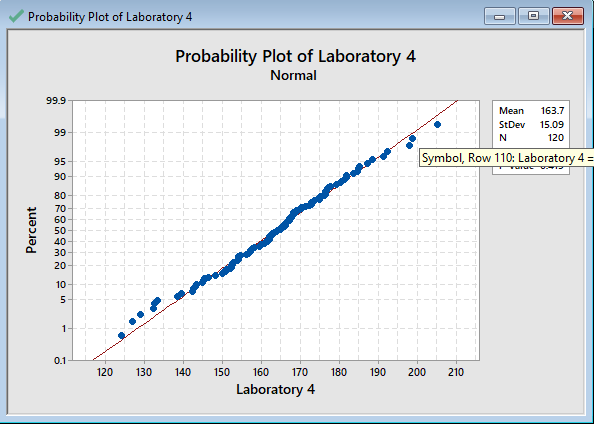 Probability Plot of Laboratory 4
Probability Plot of Laboratory 4
Normal
99.9
99
95
90
80
70
60
50
40
30
20
10
5
1
0.1
Percent
120 130 140 150 160 170 180 190 200 210
Laboratory 4
Mean 163.7
StDev 15.09
N 120
Symbol, Row 110: Laboratory 4 =